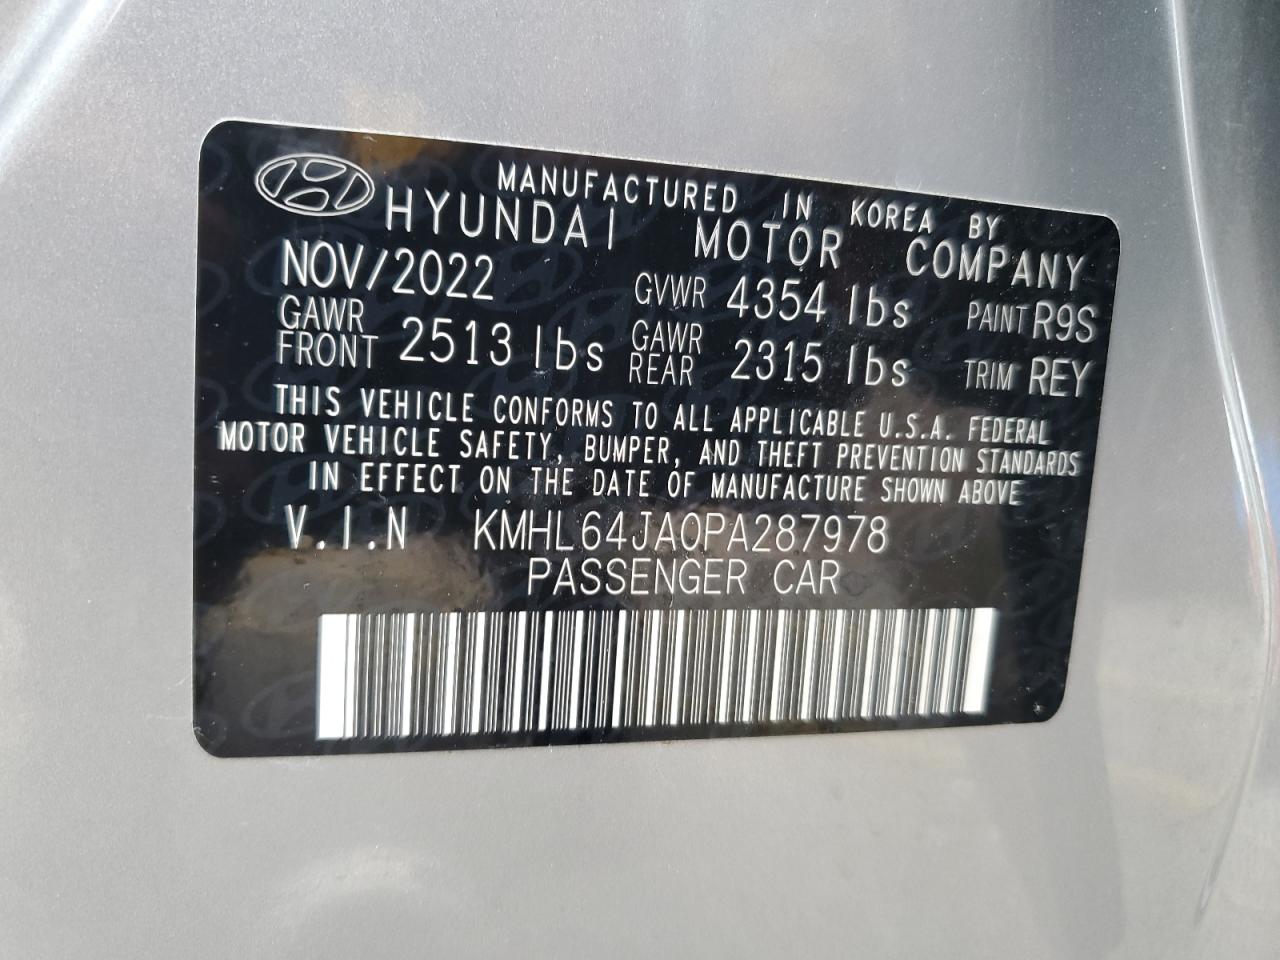 MANUFACTURED IN KOREA BY
HYUNDAI MOTOR COMPANY
NOV/2022 GVWR 4354 lbs PAINT R9S
GAWR FRONT 2513 lbs GAWR REAR 2315 lbs TRIM REY
THIS VEHICLE CONFORMS TO ALL APPLICABLE U.S.A. FEDERAL
MOTOR VEHICLE SAFETY, BUMPER, AND THEFT PREVENTION STANDARDS
IN EFFECT ON THE DATE OF MANUFACTURE SHOWN ABOVE
V.I.N KMHL64JA0PA287978
PASSENGER CAR